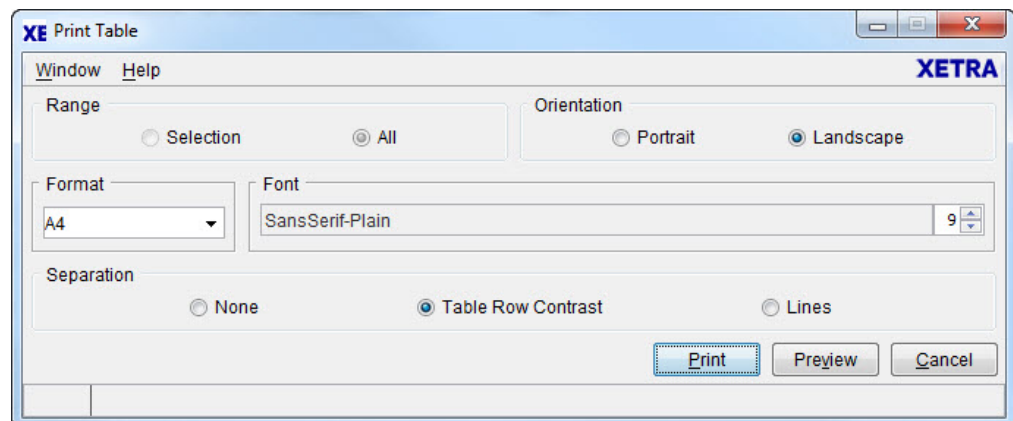 XE Print Table
Window Help XETRA
Range Orientation
Selection All Portrait Landscape
Format Font
A4 SansSerif-Plain 9
Separation
None Table Row Contrast Lines
Print Preview Cancel